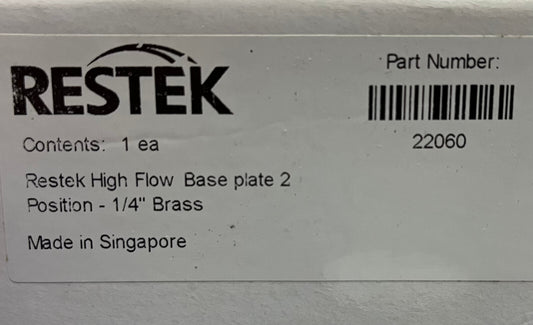 RESTEK
Part Number:
22060
Contents: 1 ea
Restek High Flow Base plate 2
Position - 1/4" Brass
Made in Singapore